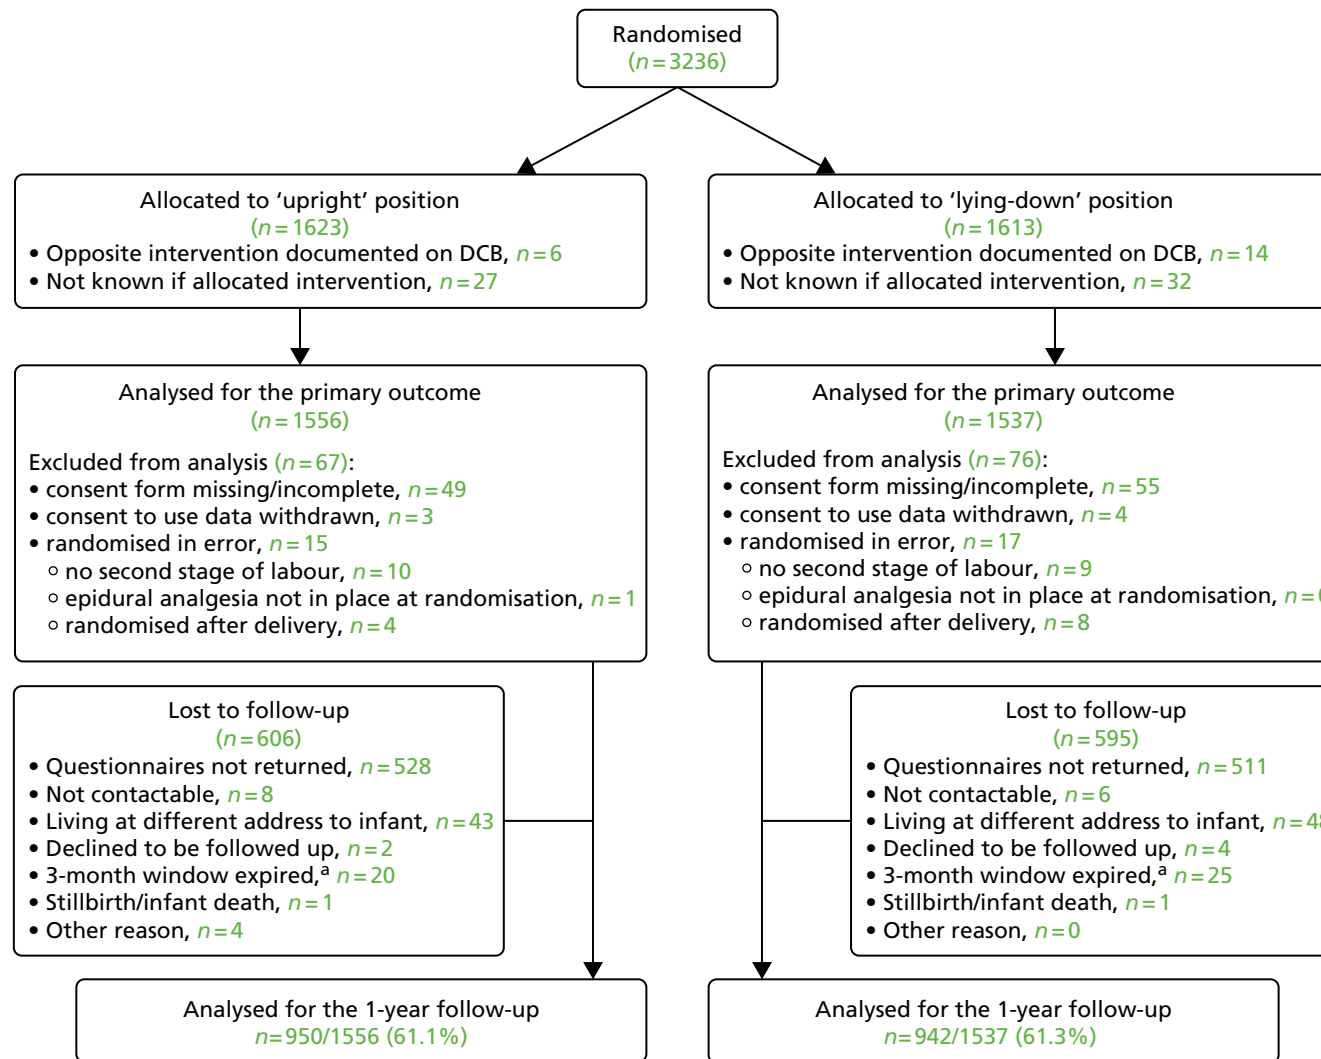 Randomised
(n=3236)
Allocated to ‘upright’ position
(n=1623)
• Opposite intervention documented on DCB, n=6
• Not known if allocated intervention, n=27
Allocated to ‘lying-down’ position
(n=1613)
• Opposite intervention documented on DCB, n=14
• Not known if allocated intervention, n=32
Analysed for the primary outcome
(n=1556)
Excluded from analysis (n=67):
• consent form missing/incomplete, n=49
• consent to use data withdrawn, n=3
• randomised in error, n=15
○ no second stage of labour, n=10
○ epidural analgesia not in place at randomisation, n=1
○ randomised after delivery, n=4
Analysed for the primary outcome
(n=1537)
Excluded from analysis (n=76):
• consent form missing/incomplete, n=55
• consent to use data withdrawn, n=4
• randomised in error, n=17
○ no second stage of labour, n=9
○ epidural analgesia not in place at randomisation,
○ randomised after delivery, n=8
Lost to follow-up
(n=606)
• Questionnaires not returned, n=528
• Not contactable, n=8
• Living at different address to infant, n=43
• Declined to be followed up, n=2
• 3-month window expired,ᵃ n=20
• Stillbirth/infant death, n=1
• Other reason, n=4
Lost to follow-up
(n=595)
• Questionnaires not returned, n=511
• Not contactable, n=6
• Living at different address to infant, n=48
• Declined to be followed up, n=4
• 3-month window expired,ᵃ n=25
• Stillbirth/infant death, n=1
• Other reason, n=0
Analysed for the 1-year follow-up
n=950/1556 (61.1%)
Analysed for the 1-year follow-up
n=942/1537 (61.3%)